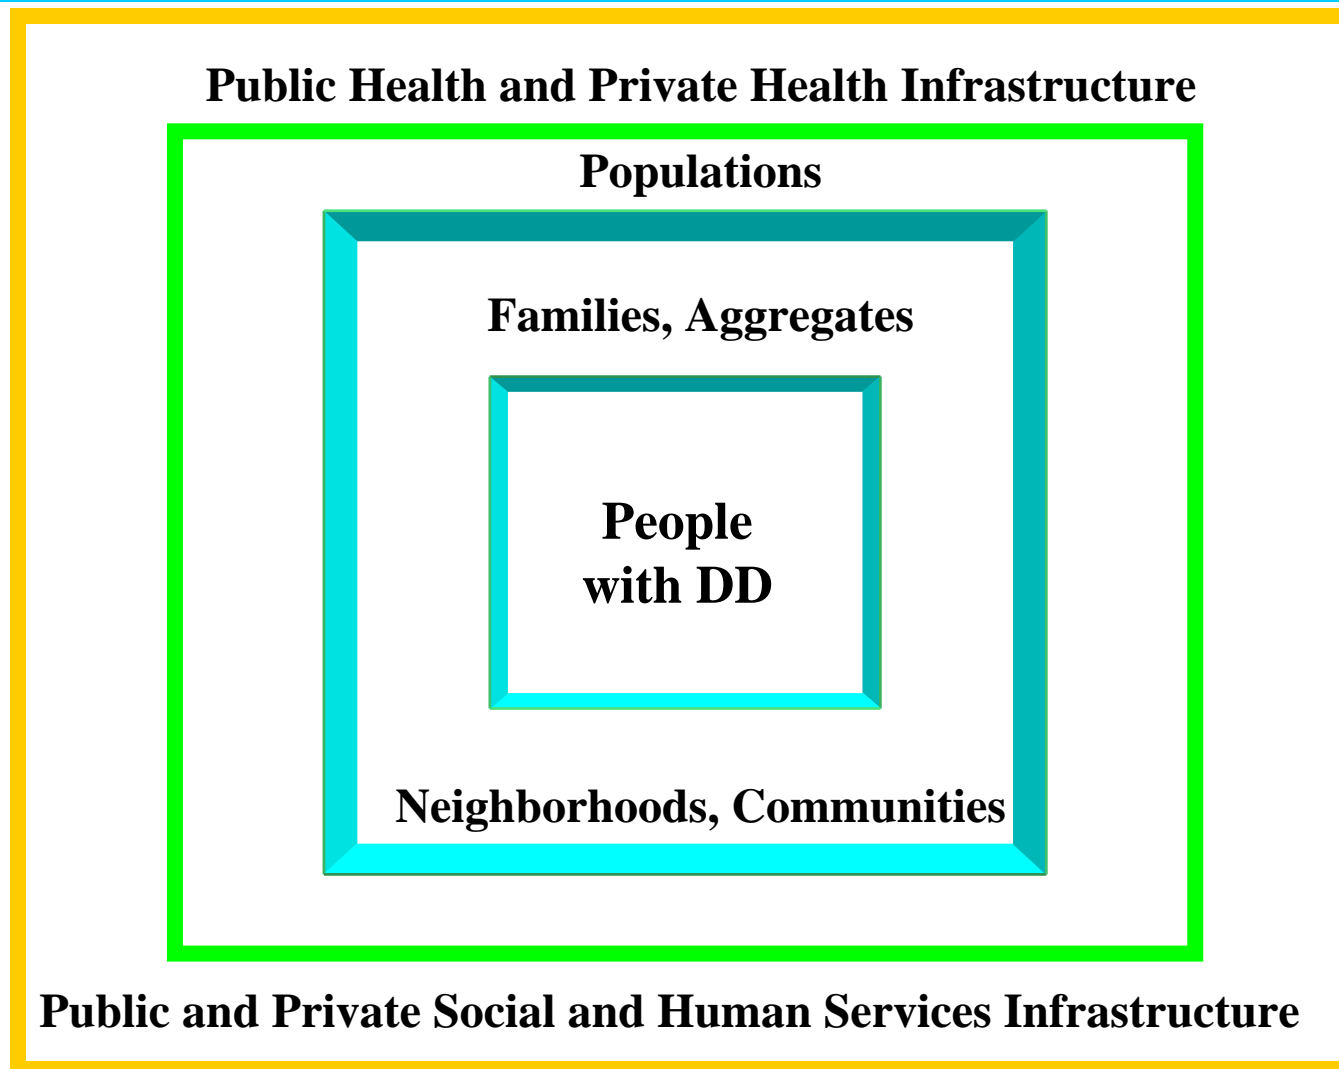 Public Health and Private Health Infrastructure
Populations
Families, Aggregates
People
with DD
Neighborhoods, Communities
Public and Private Social and Human Services Infrastructure